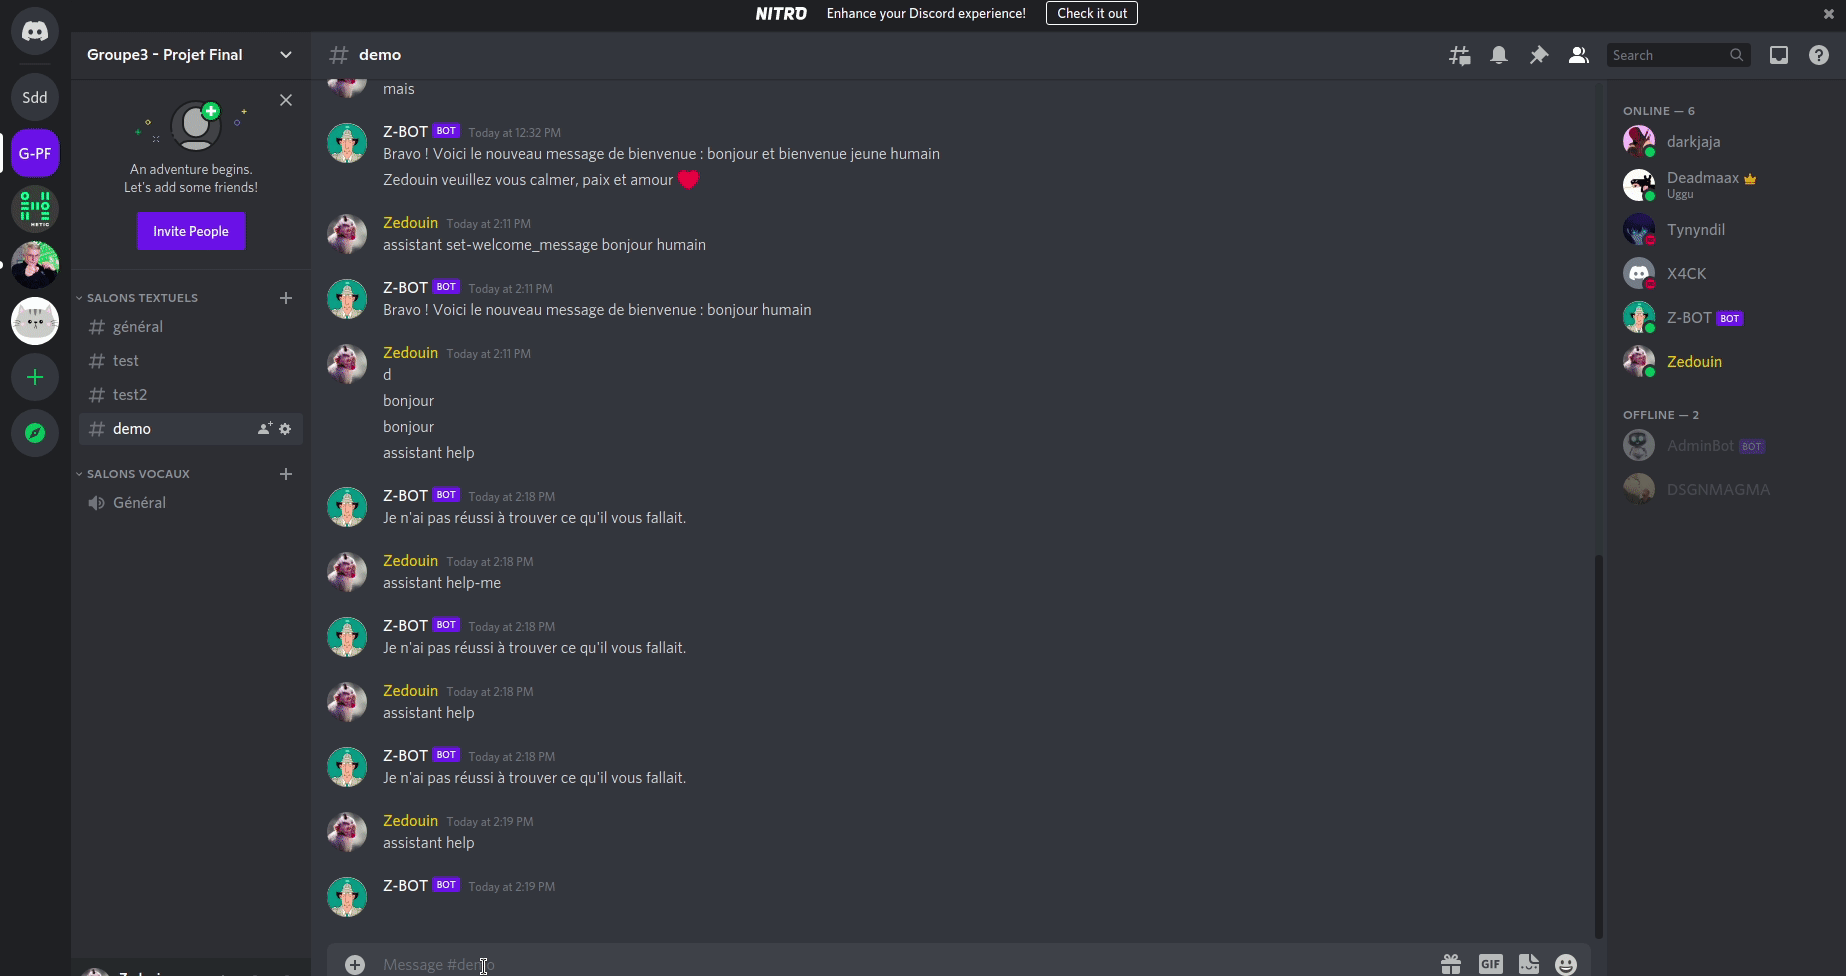 NITRO Enhance your Discord experience! Check it out
Sdd
G-PF
HETIC
Groupe3 - Projet Final
An adventure begins.
Let's add some friends!
Invite People
SALONS TEXTUELS
général
test
test2
demo
SALONS VOCAUX
Général
# demo
Search
mais
Z-BOT BOT Today at 12:32 PM
Bravo ! Voici le nouveau message de bienvenue : bonjour et bienvenue jeune humain
Zedouin veuillez vous calmer, paix et amour ❤
Zedouin Today at 2:11 PM
assistant set-welcome_message bonjour humain
Z-BOT BOT Today at 2:11 PM
Bravo ! Voici le nouveau message de bienvenue : bonjour humain
Zedouin Today at 2:11 PM
d
bonjour
bonjour
assistant help
Z-BOT BOT Today at 2:18 PM
Je n'ai pas réussi à trouver ce qu'il vous fallait.
Zedouin Today at 2:18 PM
assistant help-me
Z-BOT BOT Today at 2:18 PM
Je n'ai pas réussi à trouver ce qu'il vous fallait.
Zedouin Today at 2:18 PM
assistant help
Z-BOT BOT Today at 2:18 PM
Je n'ai pas réussi à trouver ce qu'il vous fallait.
Zedouin Today at 2:19 PM
assistant help
Z-BOT BOT Today at 2:19 PM
Message #demo
GIF
ONLINE — 6
darkjaja
Deadmaax
Uggu
Tynyndil
X4CK
Z-BOT BOT
Zedouin
OFFLINE — 2
AdminBot BOT
DSGNMAGMA